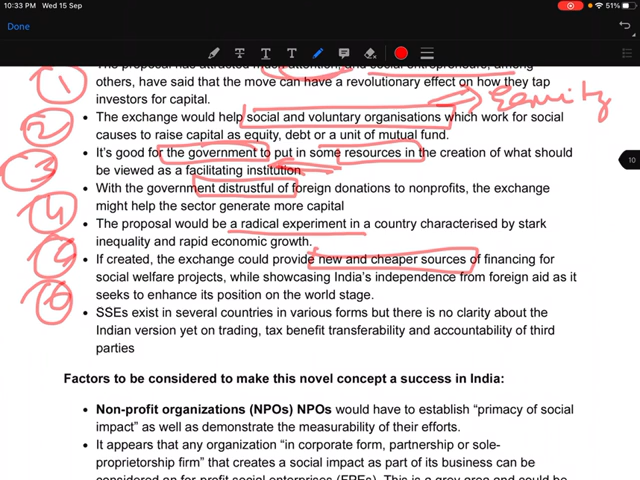 10:33 PM Wed 15 Sep
51%
Done
The proposal has attracted attention, and social entrepreneurs, among
others, have said that the move can have a revolutionary effect on how they tap
investors for capital.
The exchange would help social and voluntary organisations which work for social
causes to raise capital as equity, debt or a unit of mutual fund.
It's good for the government to put in some resources in the creation of what should
be viewed as a facilitating institution.
With the government distrustful of foreign donations to nonprofits, the exchange
might help the sector generate more capital
The proposal would be a radical experiment in a country characterised by stark
inequality and rapid economic growth.
If created, the exchange could provide new and cheaper sources of financing for
social welfare projects, while showcasing India's independence from foreign aid as it
seeks to enhance its position on the world stage.
SSEs exist in several countries in various forms but there is no clarity about the
Indian version yet on trading, tax benefit transferability and accountability of third
parties
Factors to be considered to make this novel concept a success in India:
Non-profit organizations (NPOs) NPOs would have to establish “primacy of social
impact” as well as demonstrate the measurability of their efforts.
It appears that any organization “in corporate form, partnership or sole-
proprietorship firm” that creates a social impact as part of its business can be
considered an for-profit social enterprises (FPEs). This is a grey area and could be
Equity
1
2
3
4
10